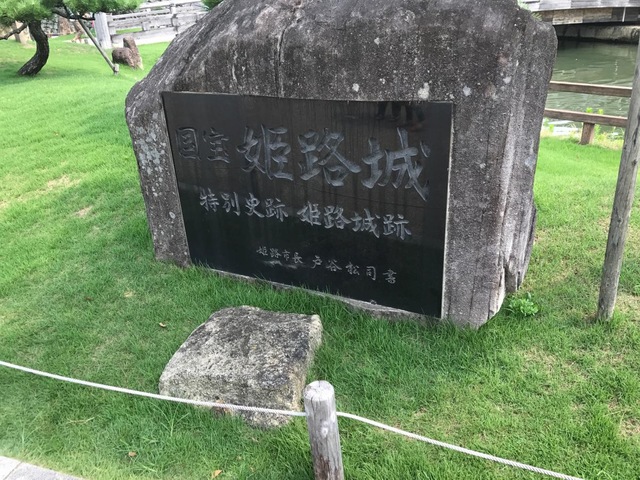 国宝 姫路城
特別史跡 姫路城跡
姫路市長 戸谷松司書